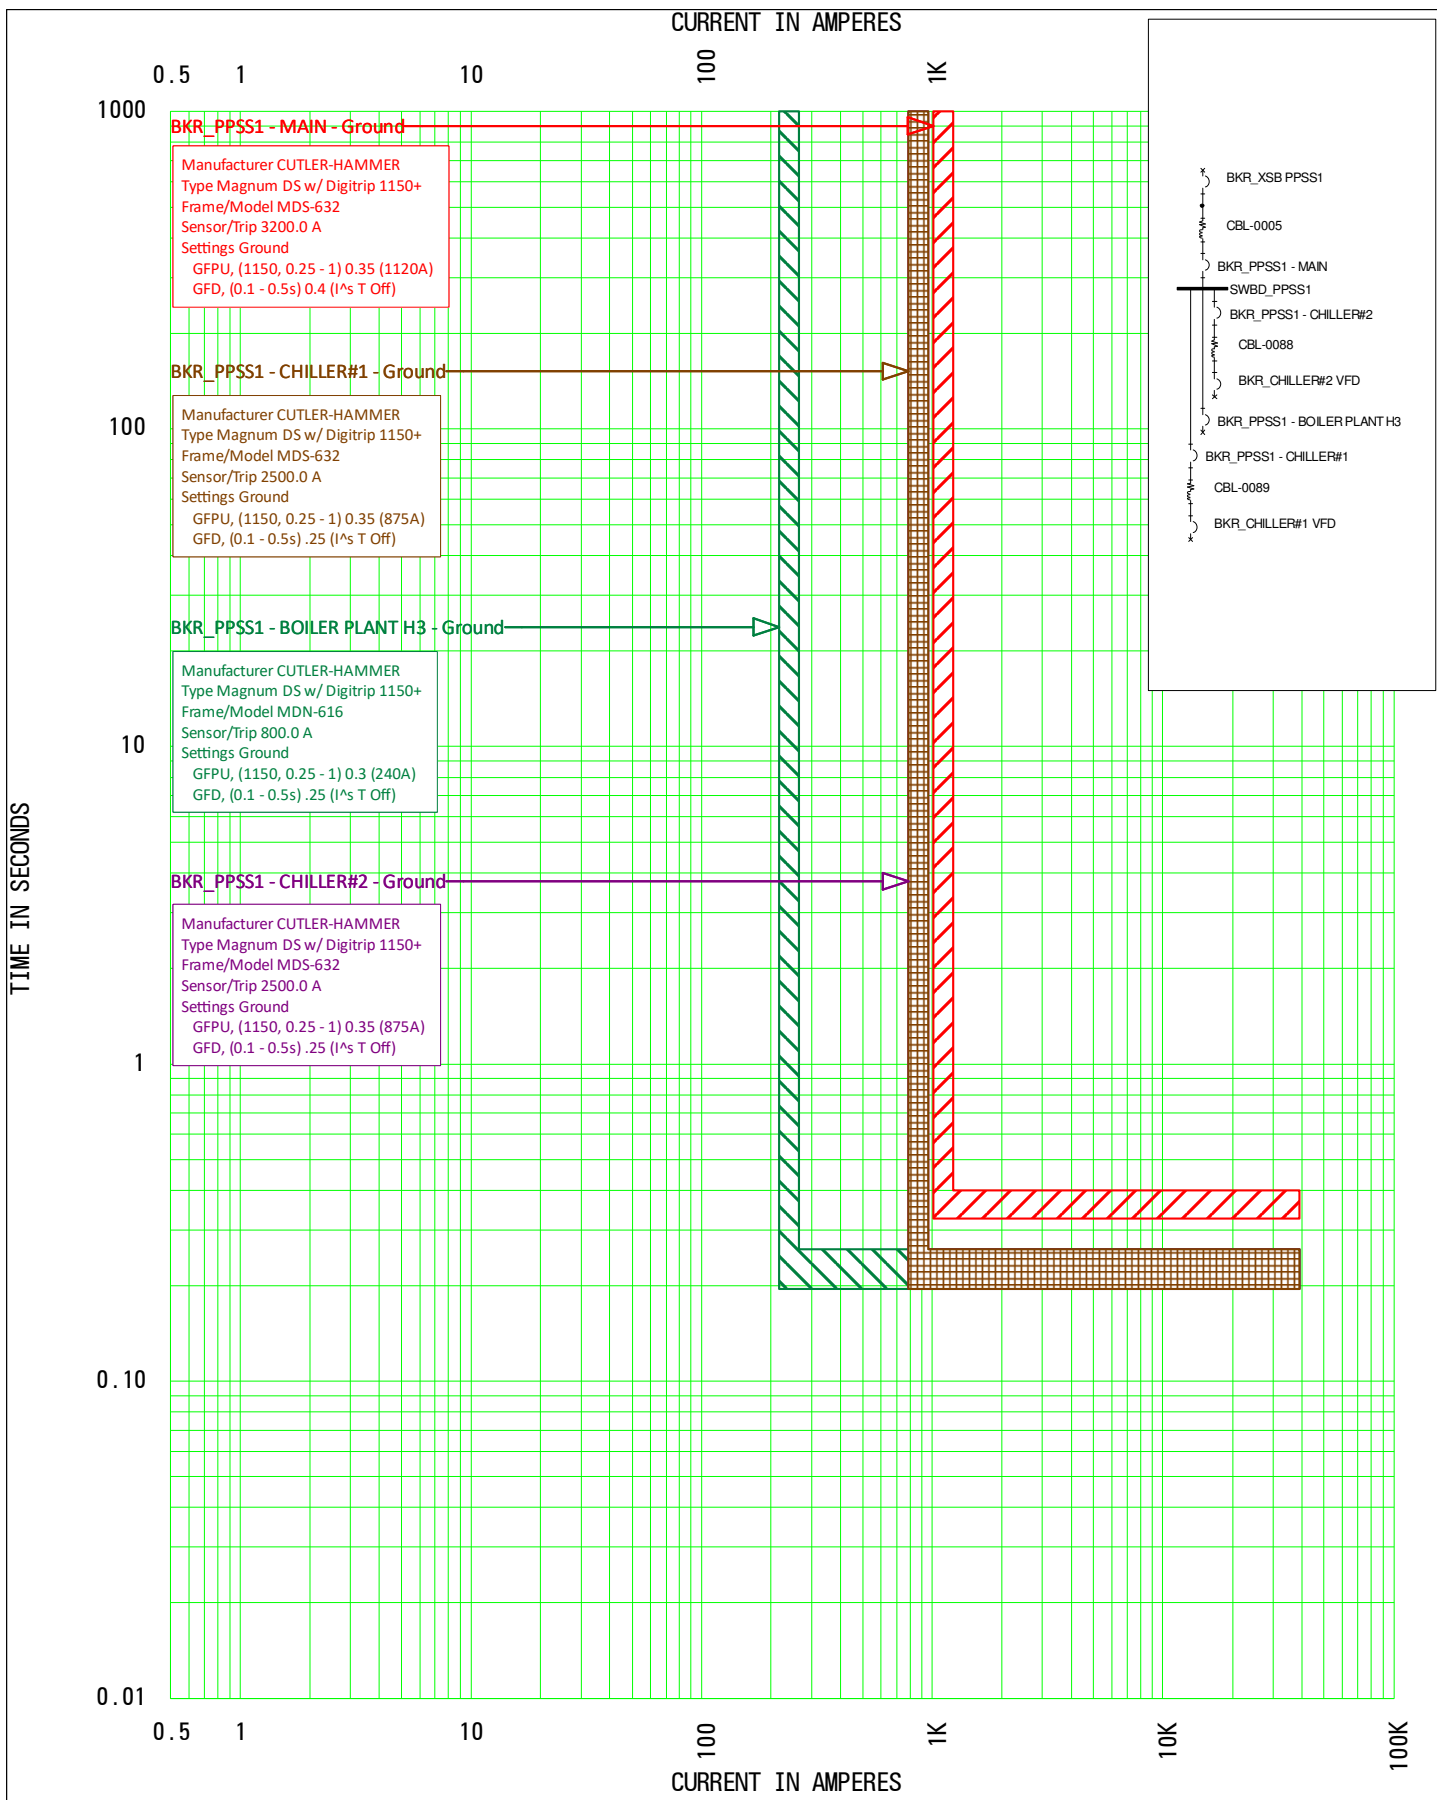 CURRENT IN AMPERES
0.5 1 10 100 1K
1000
BKR_PPSS1 - MAIN - Ground
Manufacturer CUTLER-HAMMER
Type Magnum DS w/ Digitrip 1150+
Frame/Model MDS-632
Sensor/Trip 3200.0 A
Settings Ground
GFPU, (1150, 0.25 - 1) 0.35 (1120A)
GFD, (0.1 - 0.5s) 0.4 (I^s T Off)
BKR_PPSS1 - CHILLER#1 - Ground
Manufacturer CUTLER-HAMMER
Type Magnum DS w/ Digitrip 1150+
Frame/Model MDS-632
Sensor/Trip 2500.0 A
Settings Ground
GFPU, (1150, 0.25 - 1) 0.35 (875A)
GFD, (0.1 - 0.5s) .25 (I^s T Off)
100
BKR_PPSS1 - BOILER PLANT H3 - Ground
Manufacturer CUTLER-HAMMER
Type Magnum DS w/ Digitrip 1150+
Frame/Model MDN-616
Sensor/Trip 800.0 A
Settings Ground
GFPU, (1150, 0.25 - 1) 0.3 (240A)
GFD, (0.1 - 0.5s) .25 (I^s T Off)
10
BKR_PPSS1 - CHILLER#2 - Ground
Manufacturer CUTLER-HAMMER
Type Magnum DS w/ Digitrip 1150+
Frame/Model MDS-632
Sensor/Trip 2500.0 A
Settings Ground
GFPU, (1150, 0.25 - 1) 0.35 (875A)
GFD, (0.1 - 0.5s) .25 (I^s T Off)
1
0.10
0.01
TIME IN SECONDS
BKR_XSB PPSS1
CBL-0005
BKR_PPSS1 - MAIN
SWBD_PPSS1
BKR_PPSS1 - CHILLER#2
CBL-0088
BKR_CHILLER#2 VFD
BKR_PPSS1 - BOILER PLANT H3
BKR_PPSS1 - CHILLER#1
CBL-0089
BKR_CHILLER#1 VFD
0.5 1 10 100 1K 10K 100K
CURRENT IN AMPERES